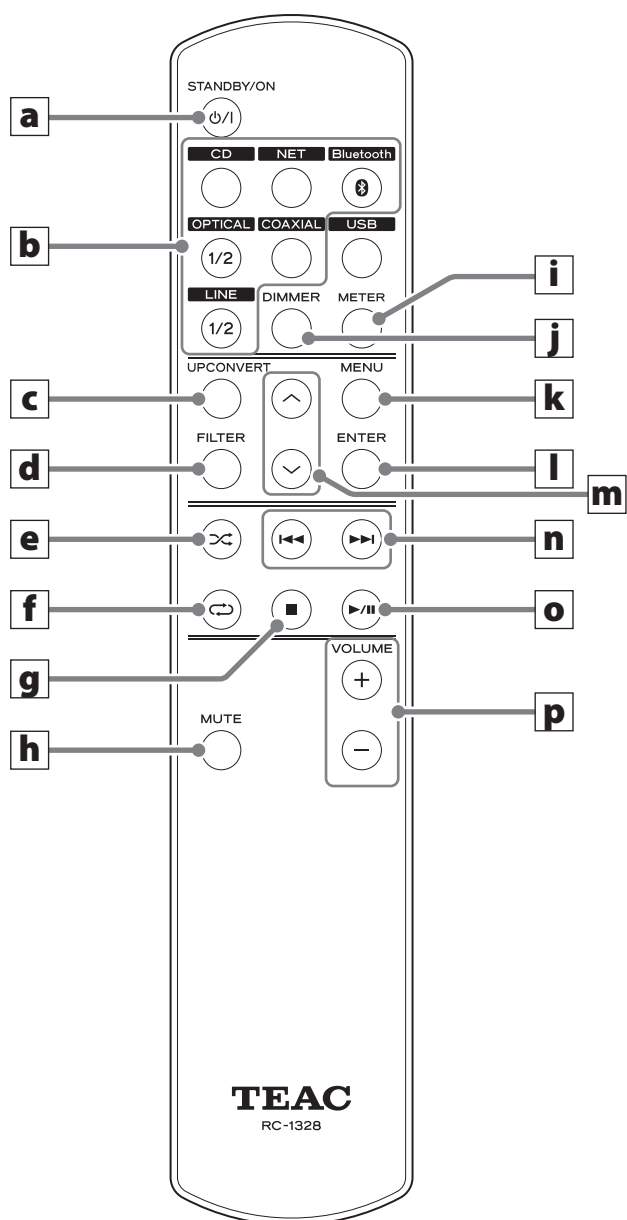 STANDBY/ON
a
⏻/I
CD NET Bluetooth
b
OPTICAL COAXIAL USB
1/2
i
LINE DIMMER METER
1/2
j
UPCONVERT MENU
c
k
FILTER ENTER
d
l
m
e
n
f
o
g
VOLUME
+
p
MUTE
h
−
TEAC
RC-1328